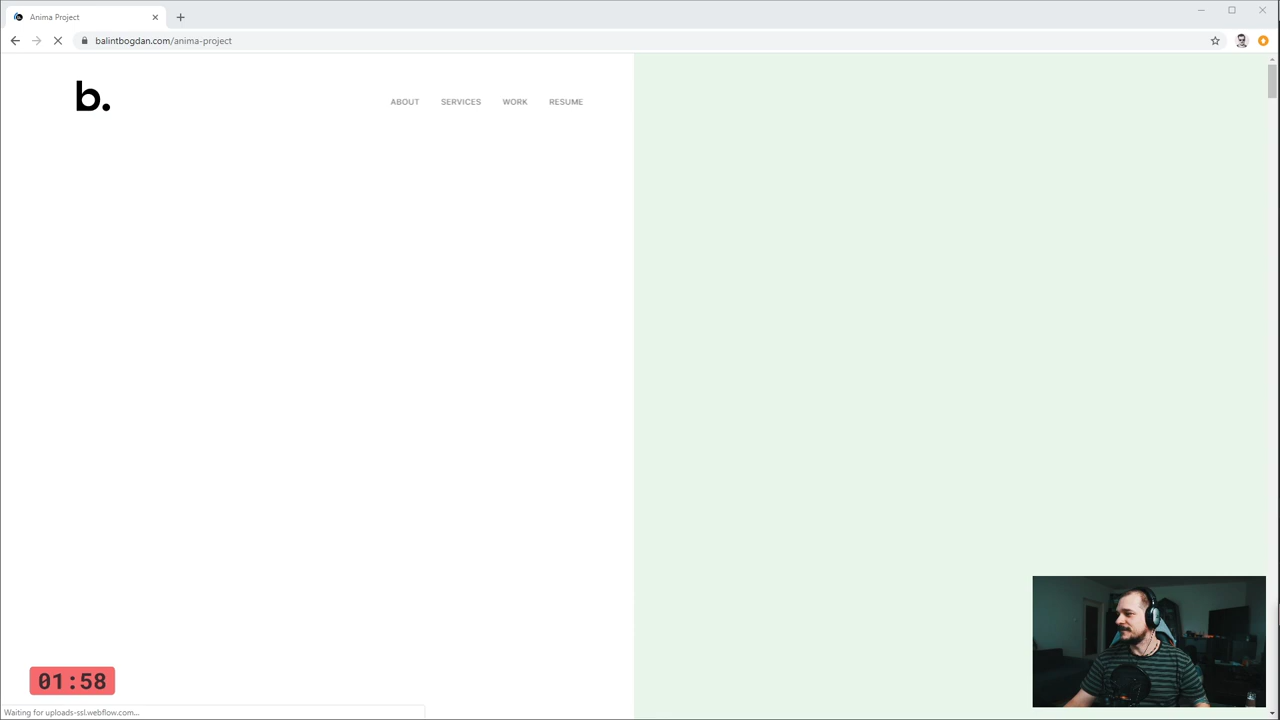 Anima Project
balintbogdan.com/anima-project
b.
ABOUT SERVICES WORK RESUME
01:58
Waiting for uploads-ssl.webflow.com...